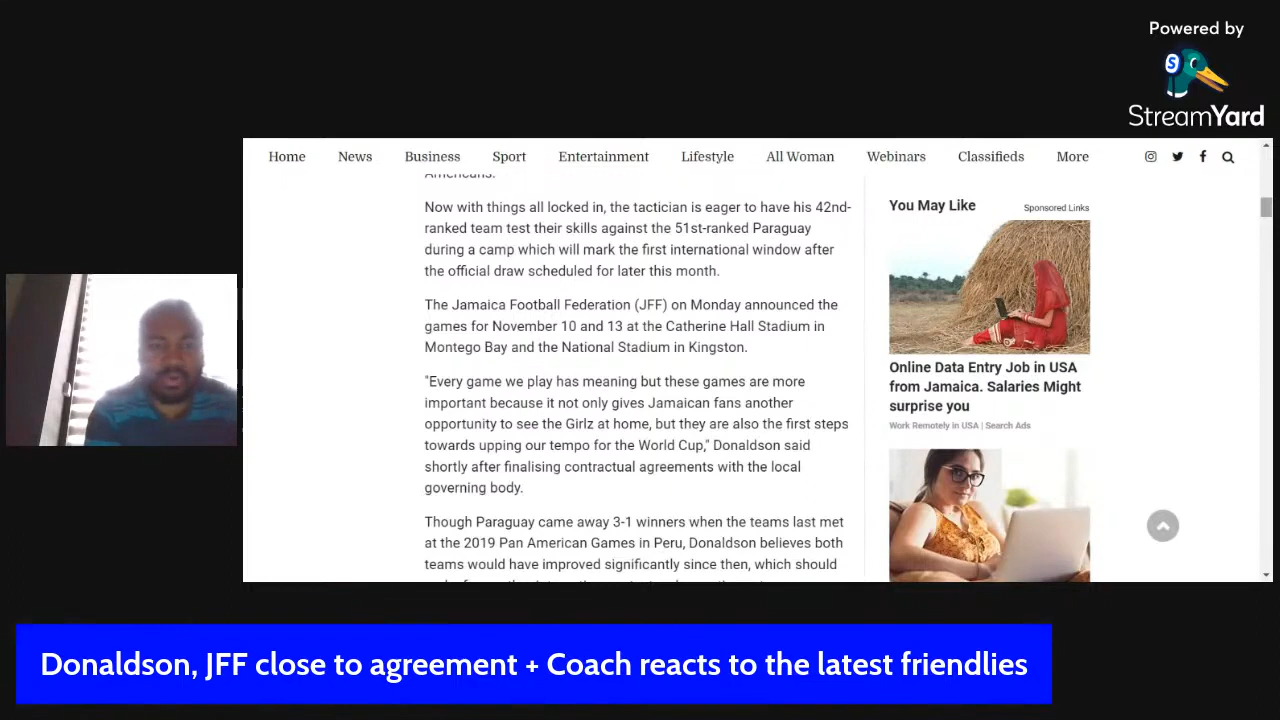 Powered by
StreamYard
Home News Business Sport Entertainment Lifestyle All Woman Webinars Classifieds More
Americans.
Now with things all locked in, the tactician is eager to have his 42nd-
ranked team test their skills against the 51st-ranked Paraguay
during a camp which will mark the first international window after
the official draw scheduled for later this month.
The Jamaica Football Federation (JFF) on Monday announced the
games for November 10 and 13 at the Catherine Hall Stadium in
Montego Bay and the National Stadium in Kingston.
"Every game we play has meaning but these games are more
important because it not only gives Jamaican fans another
opportunity to see the Girlz at home, but they are also the first steps
towards upping our tempo for the World Cup," Donaldson said
shortly after finalising contractual agreements with the local
governing body.
Though Paraguay came away 3-1 winners when the teams last met
at the 2019 Pan American Games in Peru, Donaldson believes both
teams would have improved significantly since then, which should
You May Like
Sponsored Links
Online Data Entry Job in USA
from Jamaica. Salaries Might
surprise you
Work Remotely in USA | Search Ads
Donaldson, JFF close to agreement + Coach reacts to the latest friendlies